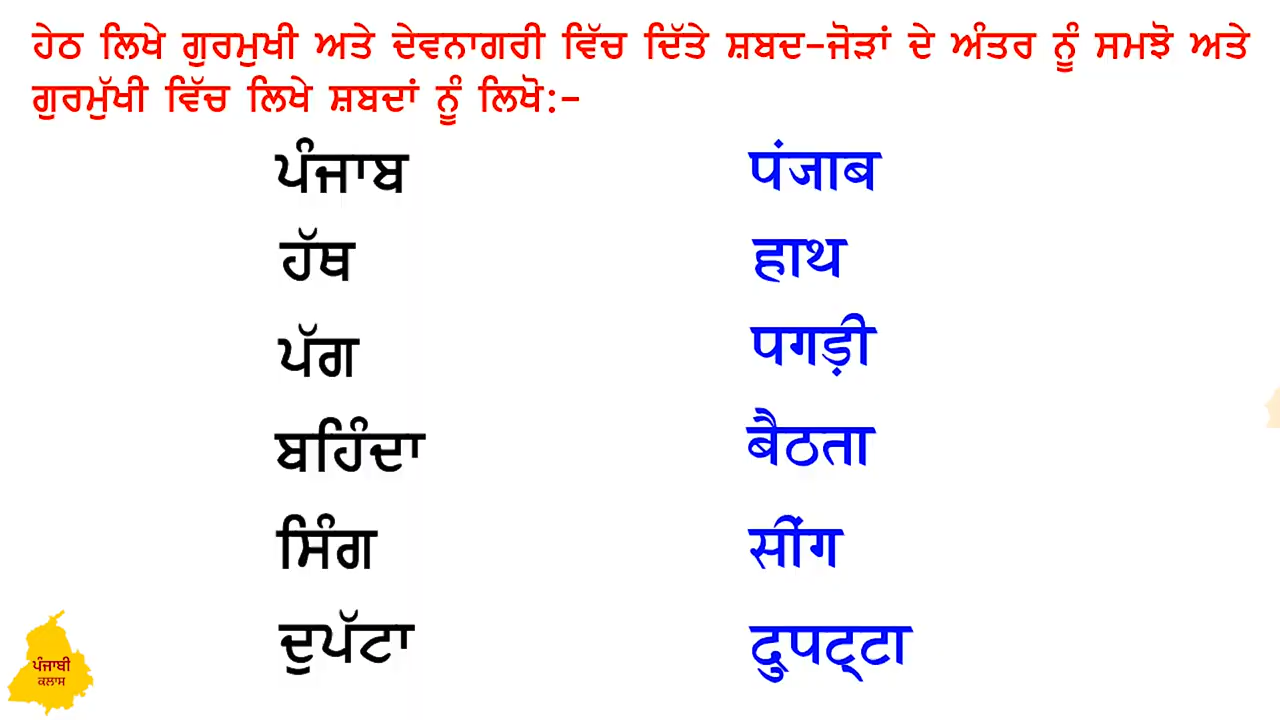 ਹੇਠ ਲਿਖੇ ਗੁਰਮੁਖੀ ਅਤੇ ਦੇਵਨਾਗਰੀ ਵਿੱਚ ਦਿੱਤੇ ਸ਼ਬਦ-ਜੋੜਾਂ ਦੇ ਅੰਤਰ ਨੂੰ ਸਮਝੋ ਅਤੇ
ਗੁਰਮੁੱਖੀ ਵਿੱਚ ਲਿਖੇ ਸ਼ਬਦਾਂ ਨੂੰ ਲਿਖੋ:-
ਪੰਜਾਬ पंजाब
ਹੱਥ हाथ
ਪੱਗ पगड़ी
ਬਹਿੰਦਾ बैठता
ਸਿੰਗ सींग
ਦੁਪੱਟਾ दुपट्टा
ਪੰਜਾਬੀ
ਕਲਾਸ